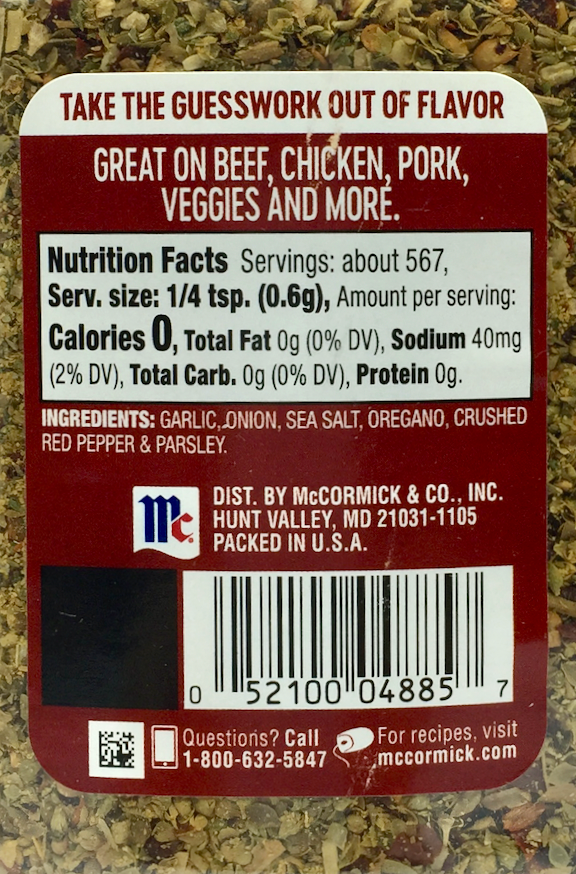 TAKE THE GUESSWORK OUT OF FLAVOR
GREAT ON BEEF, CHICKEN, PORK,
VEGGIES AND MORE.
Nutrition Facts Servings: about 567,
Serv. size: 1/4 tsp. (0.6g), Amount per serving:
Calories 0, Total Fat 0g (0% DV), Sodium 40mg
(2% DV), Total Carb. 0g (0% DV), Protein 0g.
INGREDIENTS: GARLIC, ONION, SEA SALT, OREGANO, CRUSHED
RED PEPPER & PARSLEY.
Mc
DIST. BY McCORMICK & CO., INC.
HUNT VALLEY, MD 21031-1105
PACKED IN U.S.A.
0 52100 04885 7
Questions? Call
1-800-632-5847
For recipes, visit
mccormick.com